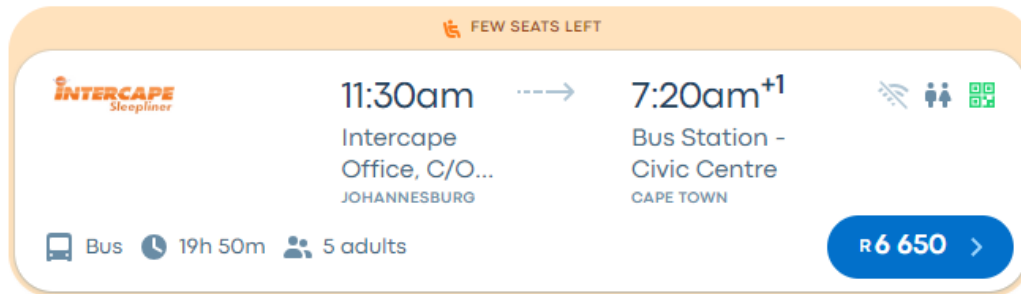 FEW SEATS LEFT
INTERCAPE
Sleepliner
11:30am
Intercape
Office, C/O...
JOHANNESBURG
7:20am+1
Bus Station -
Civic Centre
CAPE TOWN
Bus 19h 50m 5 adults
R6 650